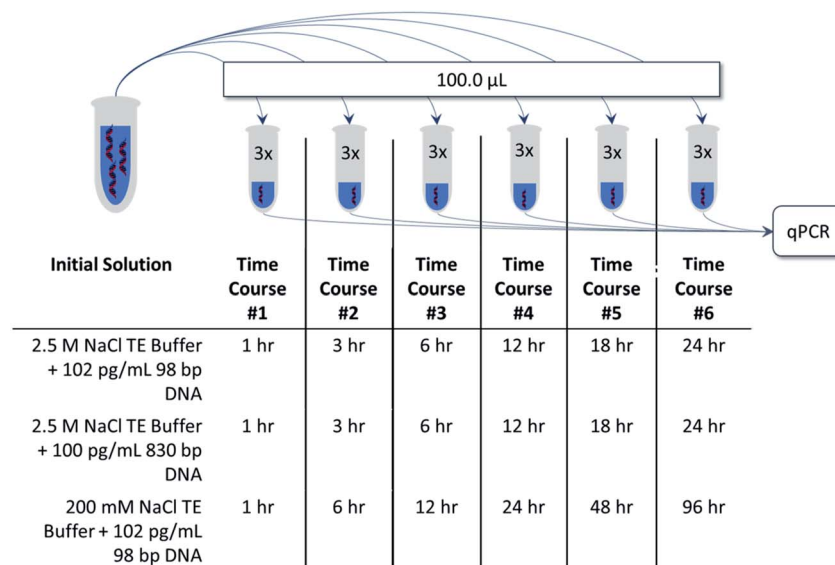 100.0 µL
3x 3x 3x 3x 3x 3x
qPCR
Initial Solution
Time Course #1
Time Course #2
Time Course #3
Time Course #4
Time Course #5
Time Course #6
2.5 M NaCl TE Buffer
+ 102 pg/mL 98 bp
DNA
1 hr 3 hr 6 hr 12 hr 18 hr 24 hr
2.5 M NaCl TE Buffer
+ 100 pg/mL 830 bp
DNA
1 hr 3 hr 6 hr 12 hr 18 hr 24 hr
200 mM NaCl TE
Buffer + 102 pg/mL
98 bp DNA
1 hr 6 hr 12 hr 24 hr 48 hr 96 hr